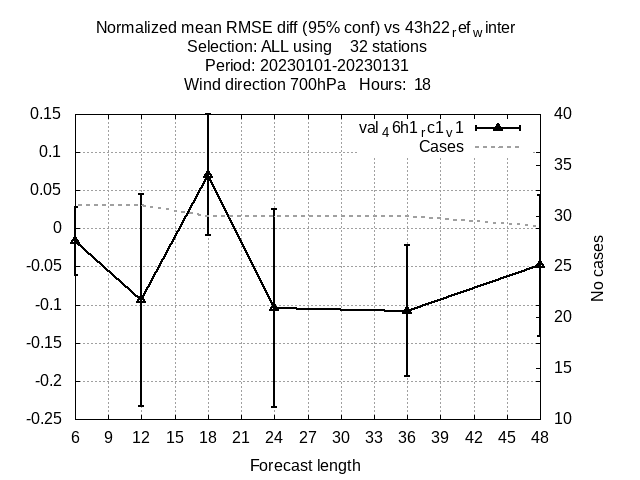 Normalized mean RMSE diff (95% conf) vs 43h22refwinter
Selection: ALL using 32 stations
Period: 20230101-20230131
Wind direction 700hPa Hours: 18
val46h1rc1v1
Cases
0.15
0.1
0.05
0
-0.05
-0.1
-0.15
-0.2
-0.25
40
35
30
25
20
15
10
No cases
6 9 12 15 18 21 24 27 30 33 36 39 42 45 48
Forecast length